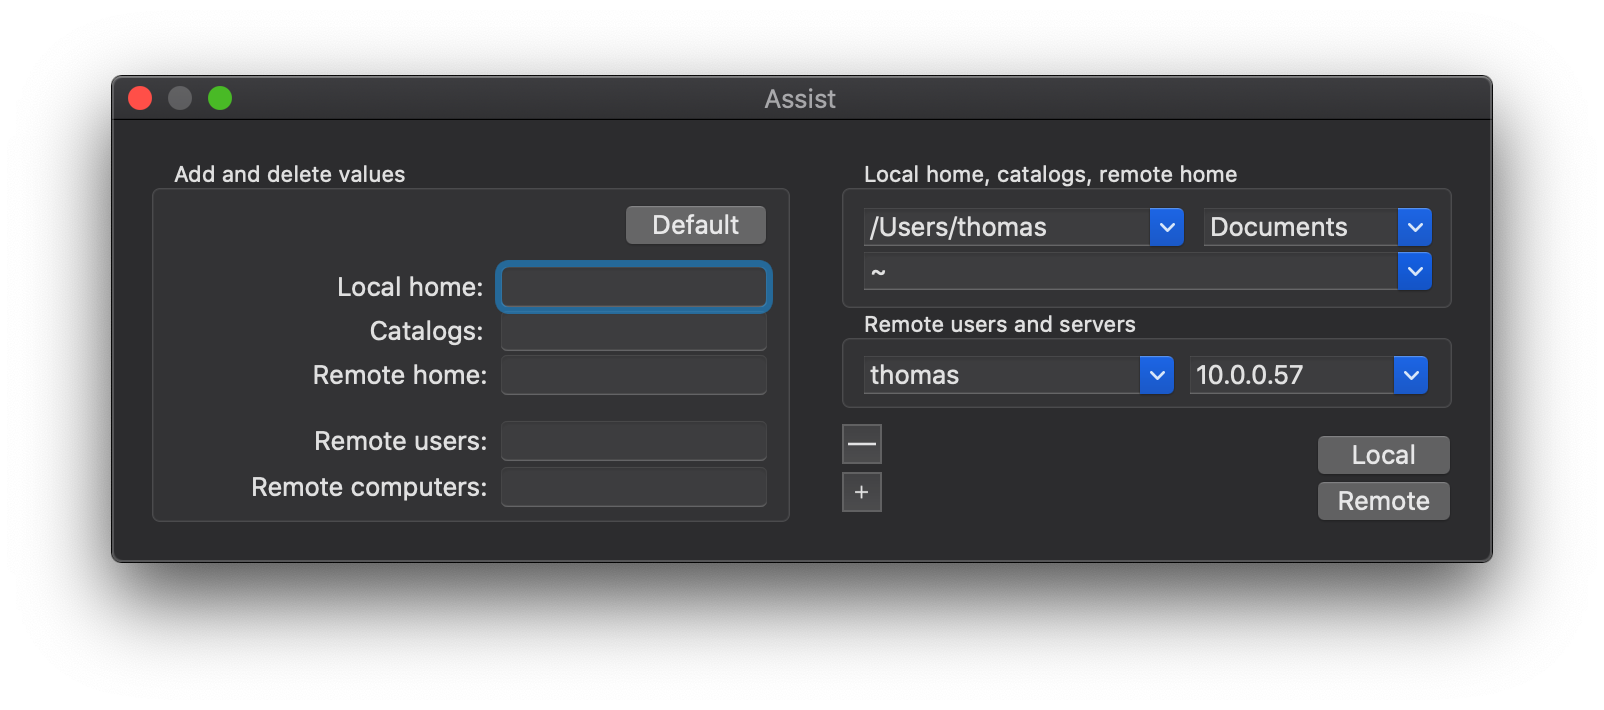 Assist
Add and delete values
Default
Local home:
Catalogs:
Remote home:
Remote users:
Remote computers:
Local home, catalogs, remote home
/Users/thomas
Documents
~
Remote users and servers
thomas
10.0.0.57
—
+
Local
Remote